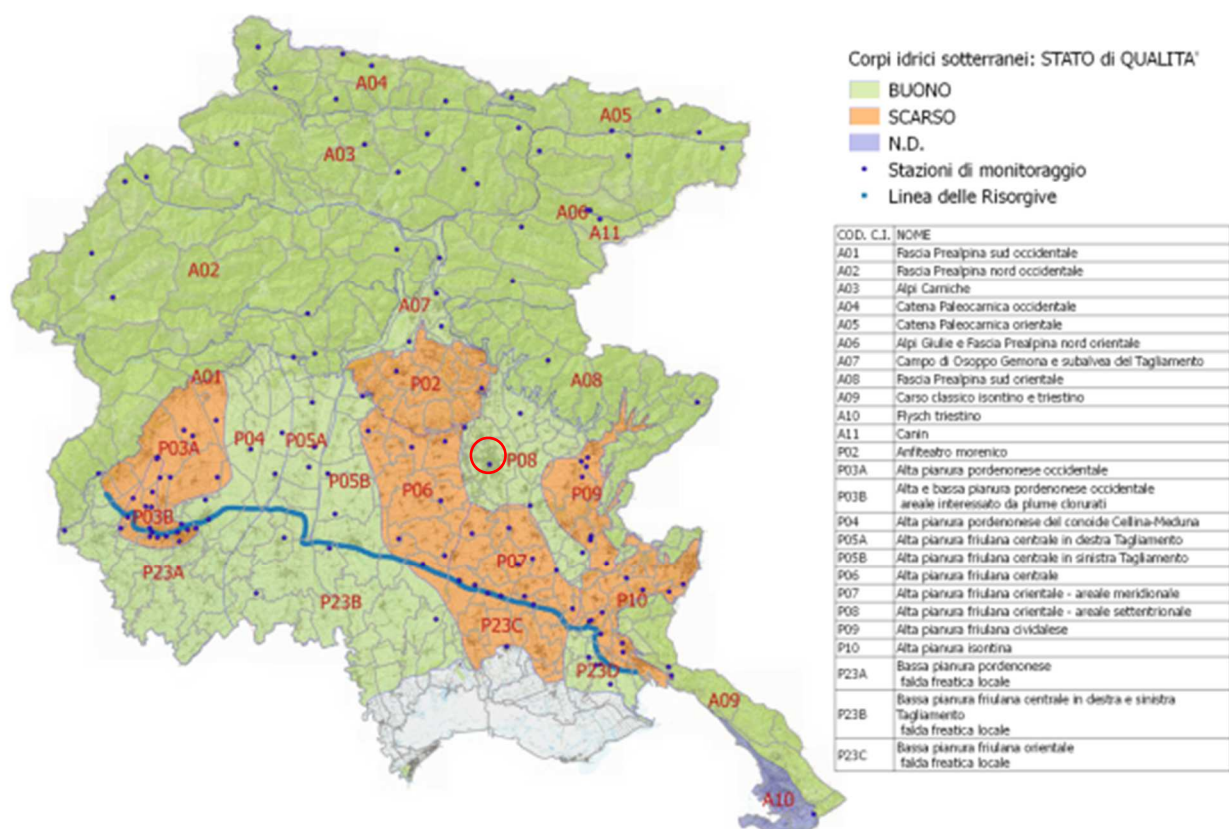 Corpi idrici sotterranei: STATO di QUALITA'
BUONO
SCARSO
N.D.
Stazioni di monitoraggio
Linea delle Risorgive
COD. C.I. NOME
A01 Fascia Prealpina sud occidentale
A02 Fascia Prealpina nord occidentale
A03 Alpi Carniche
A04 Catena Paleocarnica occidentale
A05 Catena Paleocarnica orientale
A06 Alpi Giulie e Fascia Prealpina nord orientale
A07 Campo di Osoppo Gemona e subalvea del Tagliamento
A08 Fascia Prealpina sud orientale
A09 Carso classico isontino e triestino
A10 Flysch triestino
A11 Canin
P02 Anfiteatro morenico
P03A Alta pianura pordenonese occidentale
P03B Alta e bassa pianura pordenonese occidentale
areale interessato da plume clorurati
P04 Alta pianura pordenonese del conoide Cellina-Meduna
P05A Alta pianura friulana centrale in destra Tagliamento
P05B Alta pianura friulana centrale in sinistra Tagliamento
P06 Alta pianura friulana centrale
P07 Alta pianura friulana orientale - areale meridionale
P08 Alta pianura friulana orientale - areale settentrionale
P09 Alta pianura friulana cividalese
P10 Alta pianura isontina
P23A Bassa pianura pordenonese
falda freatica locale
P23B Bassa pianura friulana centrale in destra e sinistra
Tagliamento
falda freatica locale
P23C Bassa pianura friulana orientale
falda freatica locale
A04
A05
A03
A06
A11
A02
A07
A01
P02
A08
P03A
P04
P05A
P05B
P08
P06
P09
P03B
P07
P23A
P23B
P10
P23C
P23D
A09
A10